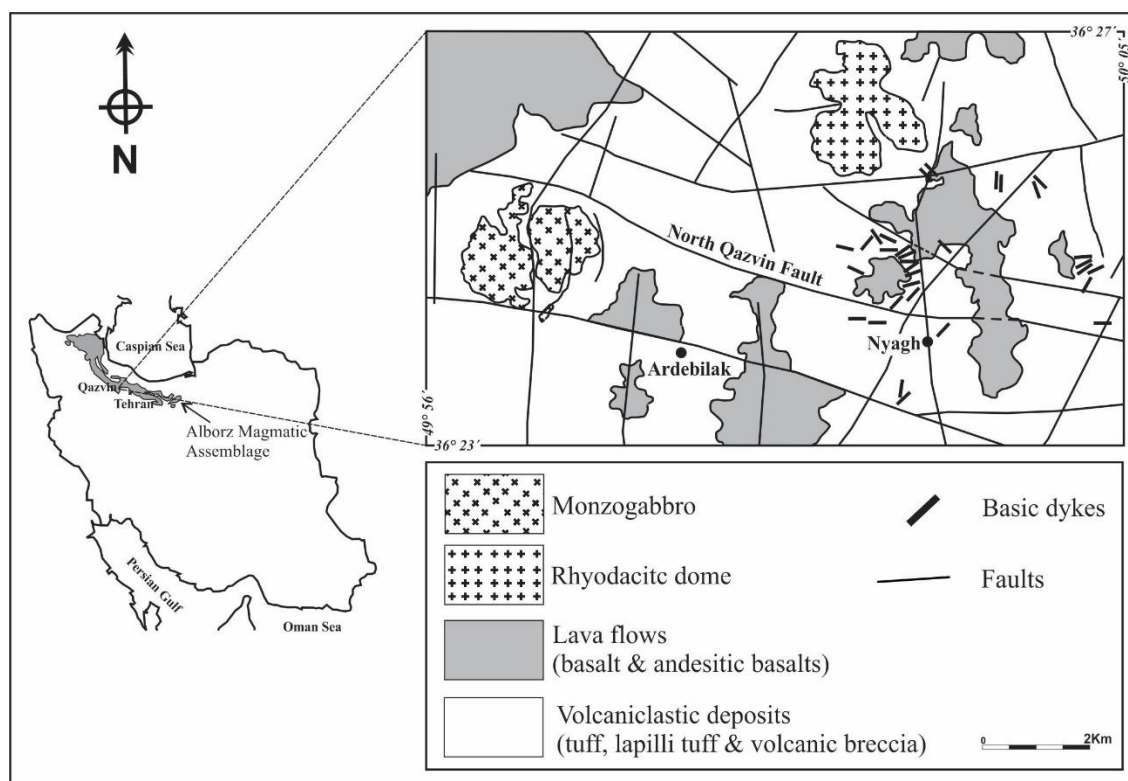 N
Caspian Sea
Qazvin
Tehran
Alborz Magmatic
Assemblage
Persian Gulf
Oman Sea
36° 27´
50° 05´
North Qazvin Fault
Nyagh
Ardebilak
49° 56´
36° 23´
Monzogabbro
Basic dykes
Rhyodacitc dome
Faults
Lava flows
(basalt & andesitic basalts)
Volcaniclastic deposits
(tuff, lapilli tuff & volcanic breccia)
0 2Km